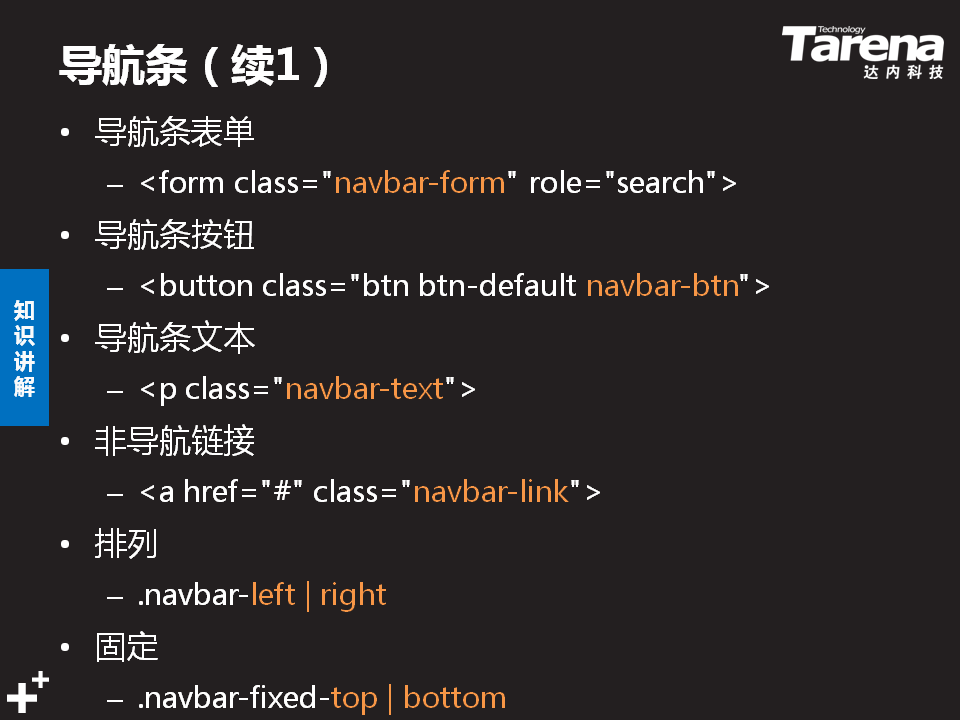 导航条（续1）
Technology
Tarena
达内科技
• 导航条表单
– <form class="navbar-form" role="search">
• 导航条按钮
– <button class="btn btn-default navbar-btn">
• 导航条文本
– <p class="navbar-text">
• 非导航链接
– <a href="#" class="navbar-link">
• 排列
– .navbar-left | right
• 固定
– .navbar-fixed-top | bottom
知识讲解